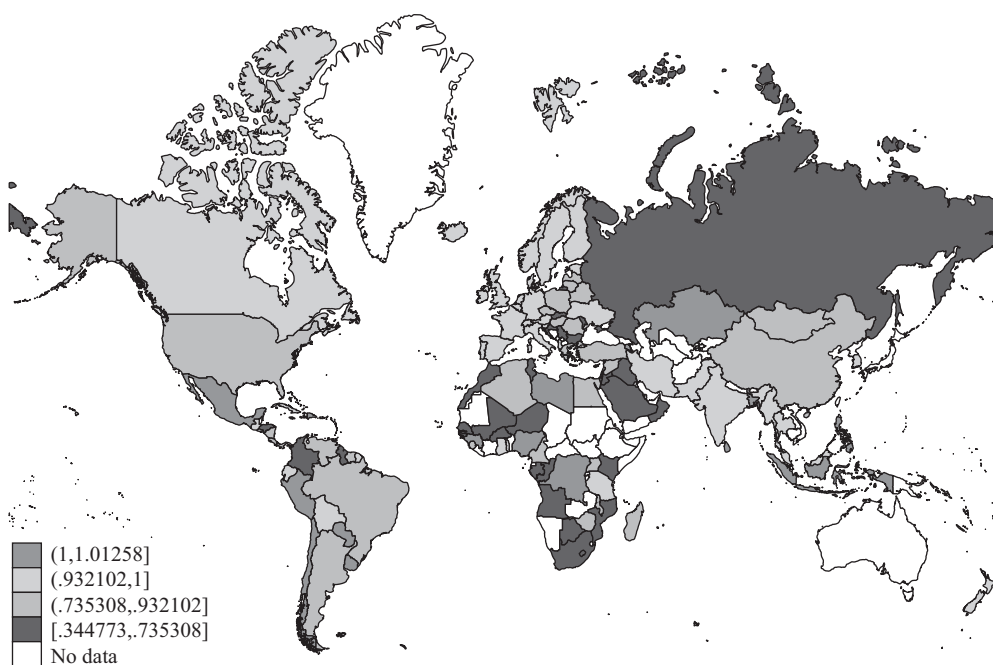 (1,1.01258]
(.932102,1]
(.735308,.932102]
[.344773,.735308]
No data